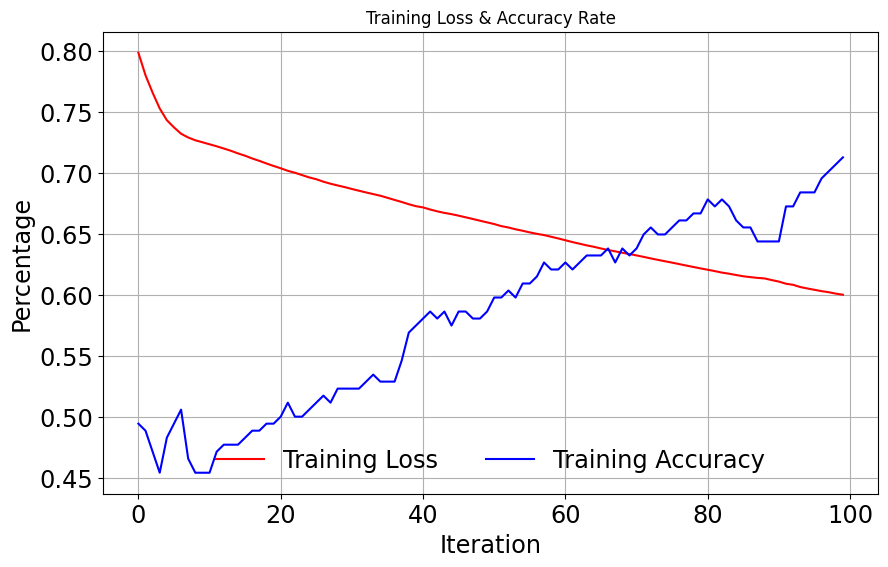 Training Loss & Accuracy Rate
0.80
0.75
0.70
0.65
0.60
0.55
0.50
0.45
Percentage
Training Loss Training Accuracy
0 20 40 60 80 100
Iteration